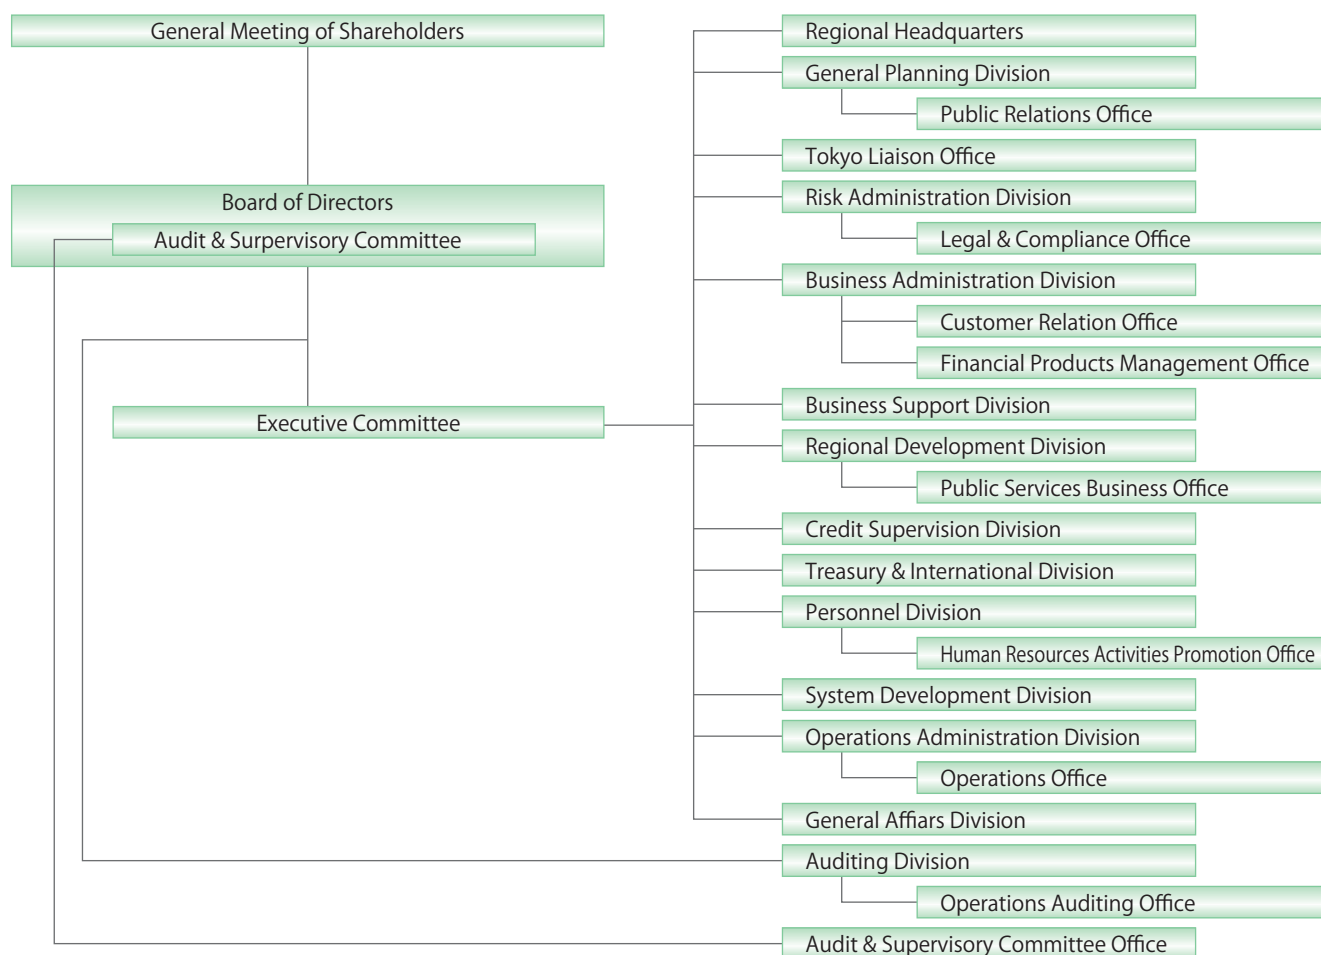 General Meeting of Shareholders
Board of Directors
Audit & Surpervisory Committee
Executive Committee
Regional Headquarters
General Planning Division
Public Relations Office
Tokyo Liaison Office
Risk Administration Division
Legal & Compliance Office
Business Administration Division
Customer Relation Office
Financial Products Management Office
Business Support Division
Regional Development Division
Public Services Business Office
Credit Supervision Division
Treasury & International Division
Personnel Division
Human Resources Activities Promotion Office
System Development Division
Operations Administration Division
Operations Office
General Affiars Division
Auditing Division
Operations Auditing Office
Audit & Supervisory Committee Office